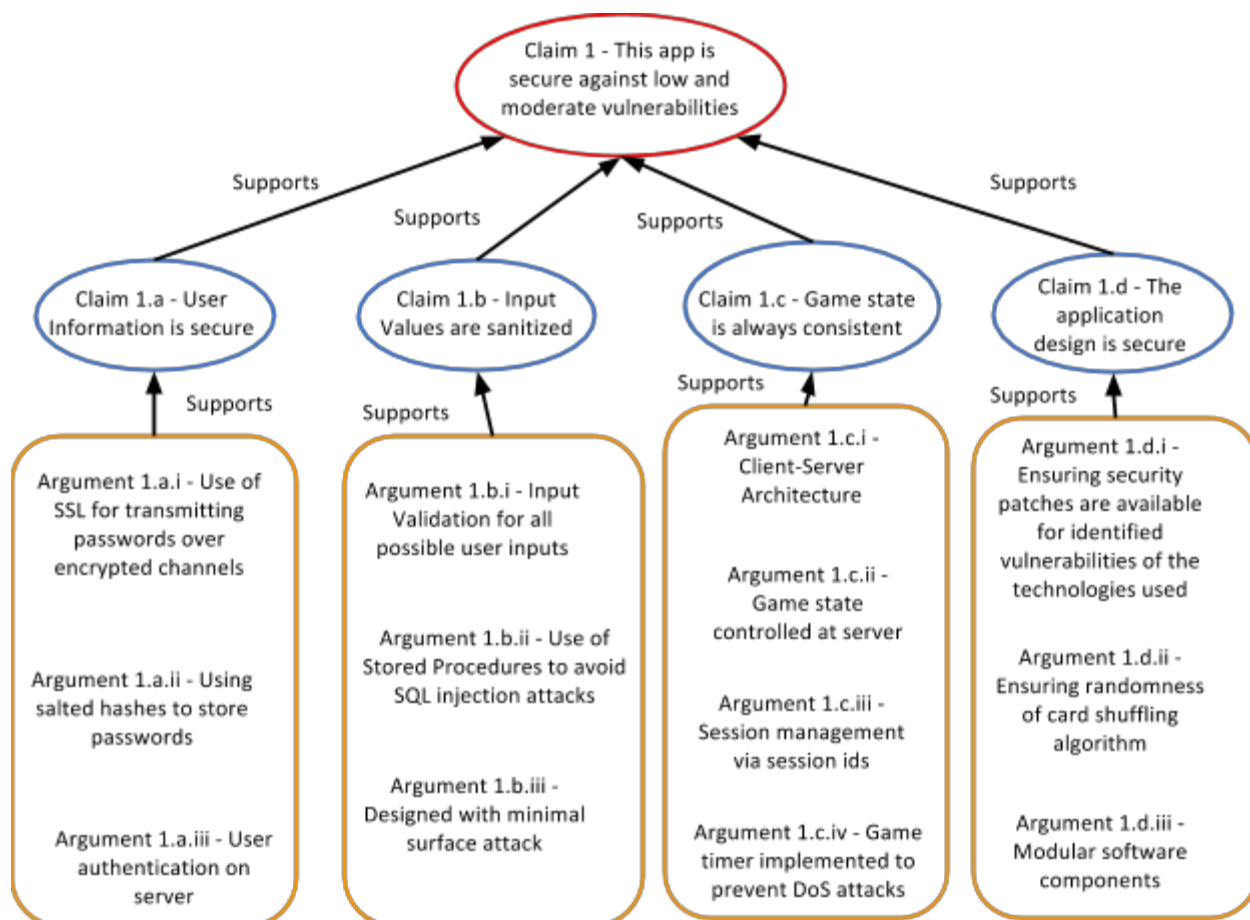 Claim 1 - This app is
secure against low and
moderate vulnerabilities
Supports
Supports
Supports
Supports
Claim 1.a - User
Information is secure
Claim 1.b - Input
Values are sanitized
Claim 1.c - Game state
is always consistent
Claim 1.d - The
application
design is secure
Supports
Supports
Supports
Supports
Argument 1.a.i - Use of
SSL for transmitting
passwords over
encrypted channels
Argument 1.a.ii - Using
salted hashes to store
passwords
Argument 1.a.iii - User
authentication on
server
Argument 1.b.i - Input
Validation for all
possible user inputs
Argument 1.b.ii - Use of
Stored Procedures to avoid
SQL injection attacks
Argument 1.b.iii -
Designed with minimal
surface attack
Argument 1.c.i -
Client-Server
Architecture
Argument 1.c.ii -
Game state
controlled at server
Argument 1.c.iii -
Session management
via session ids
Argument 1.c.iv - Game
timer implemented to
prevent DoS attacks
Argument 1.d.i -
Ensuring security
patches are available
for identified
vulnerabilities of the
technologies used
Argument 1.d.ii -
Ensuring randomness
of card shuffling
algorithm
Argument 1.d.iii -
Modular software
components